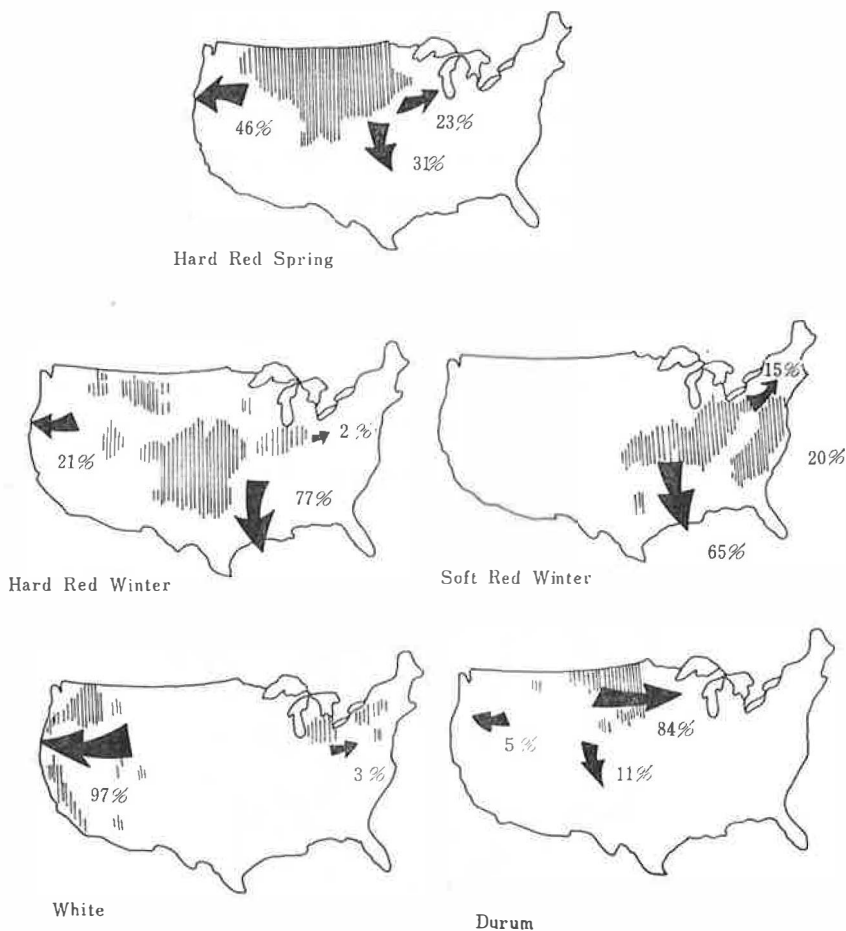 46%
23%
31%
Hard Red Spring
21%
2%
77%
Hard Red Winter
15%
20%
65%
Soft Red Winter
97%
3%
White
5%
84%
11%
Durum